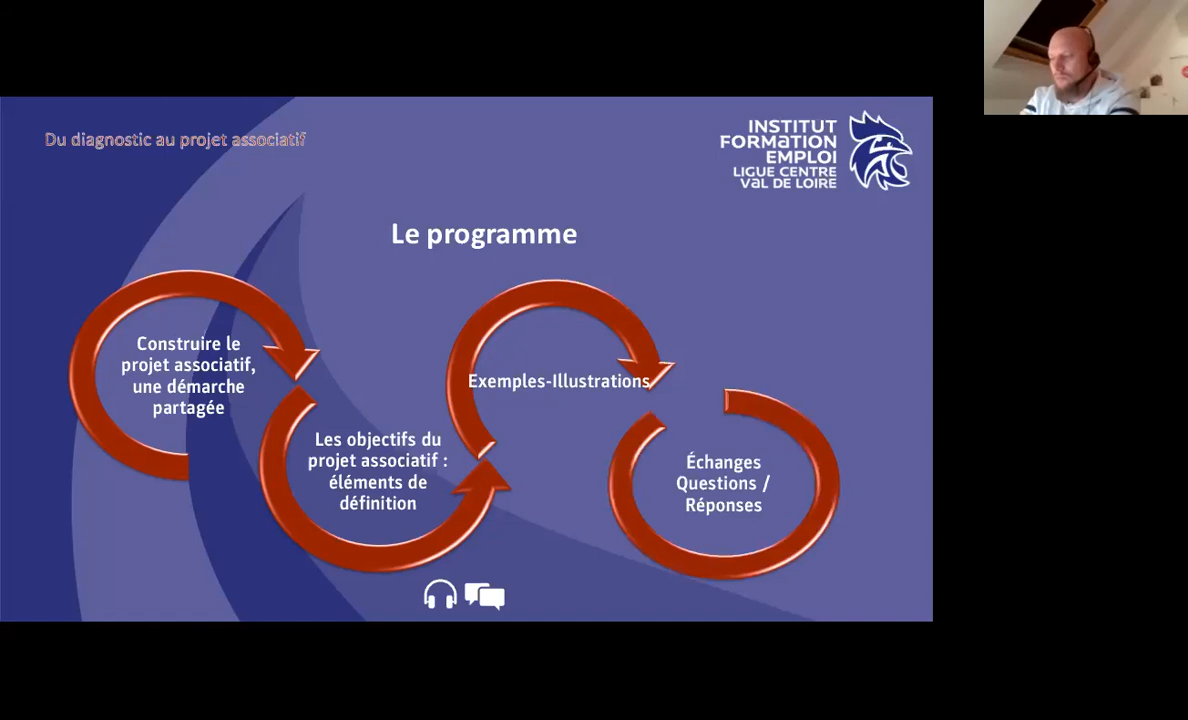 Du diagnostic au projet associatif
INSTITUT
FORMATION
EMPLOI
LIGUE CENTRE
VAL DE LOIRE
Le programme
Construire le
projet associatif,
une démarche
partagée
Les objectifs du
projet associatif :
éléments de
définition
Exemples-Illustrations
Échanges
Questions /
Réponses